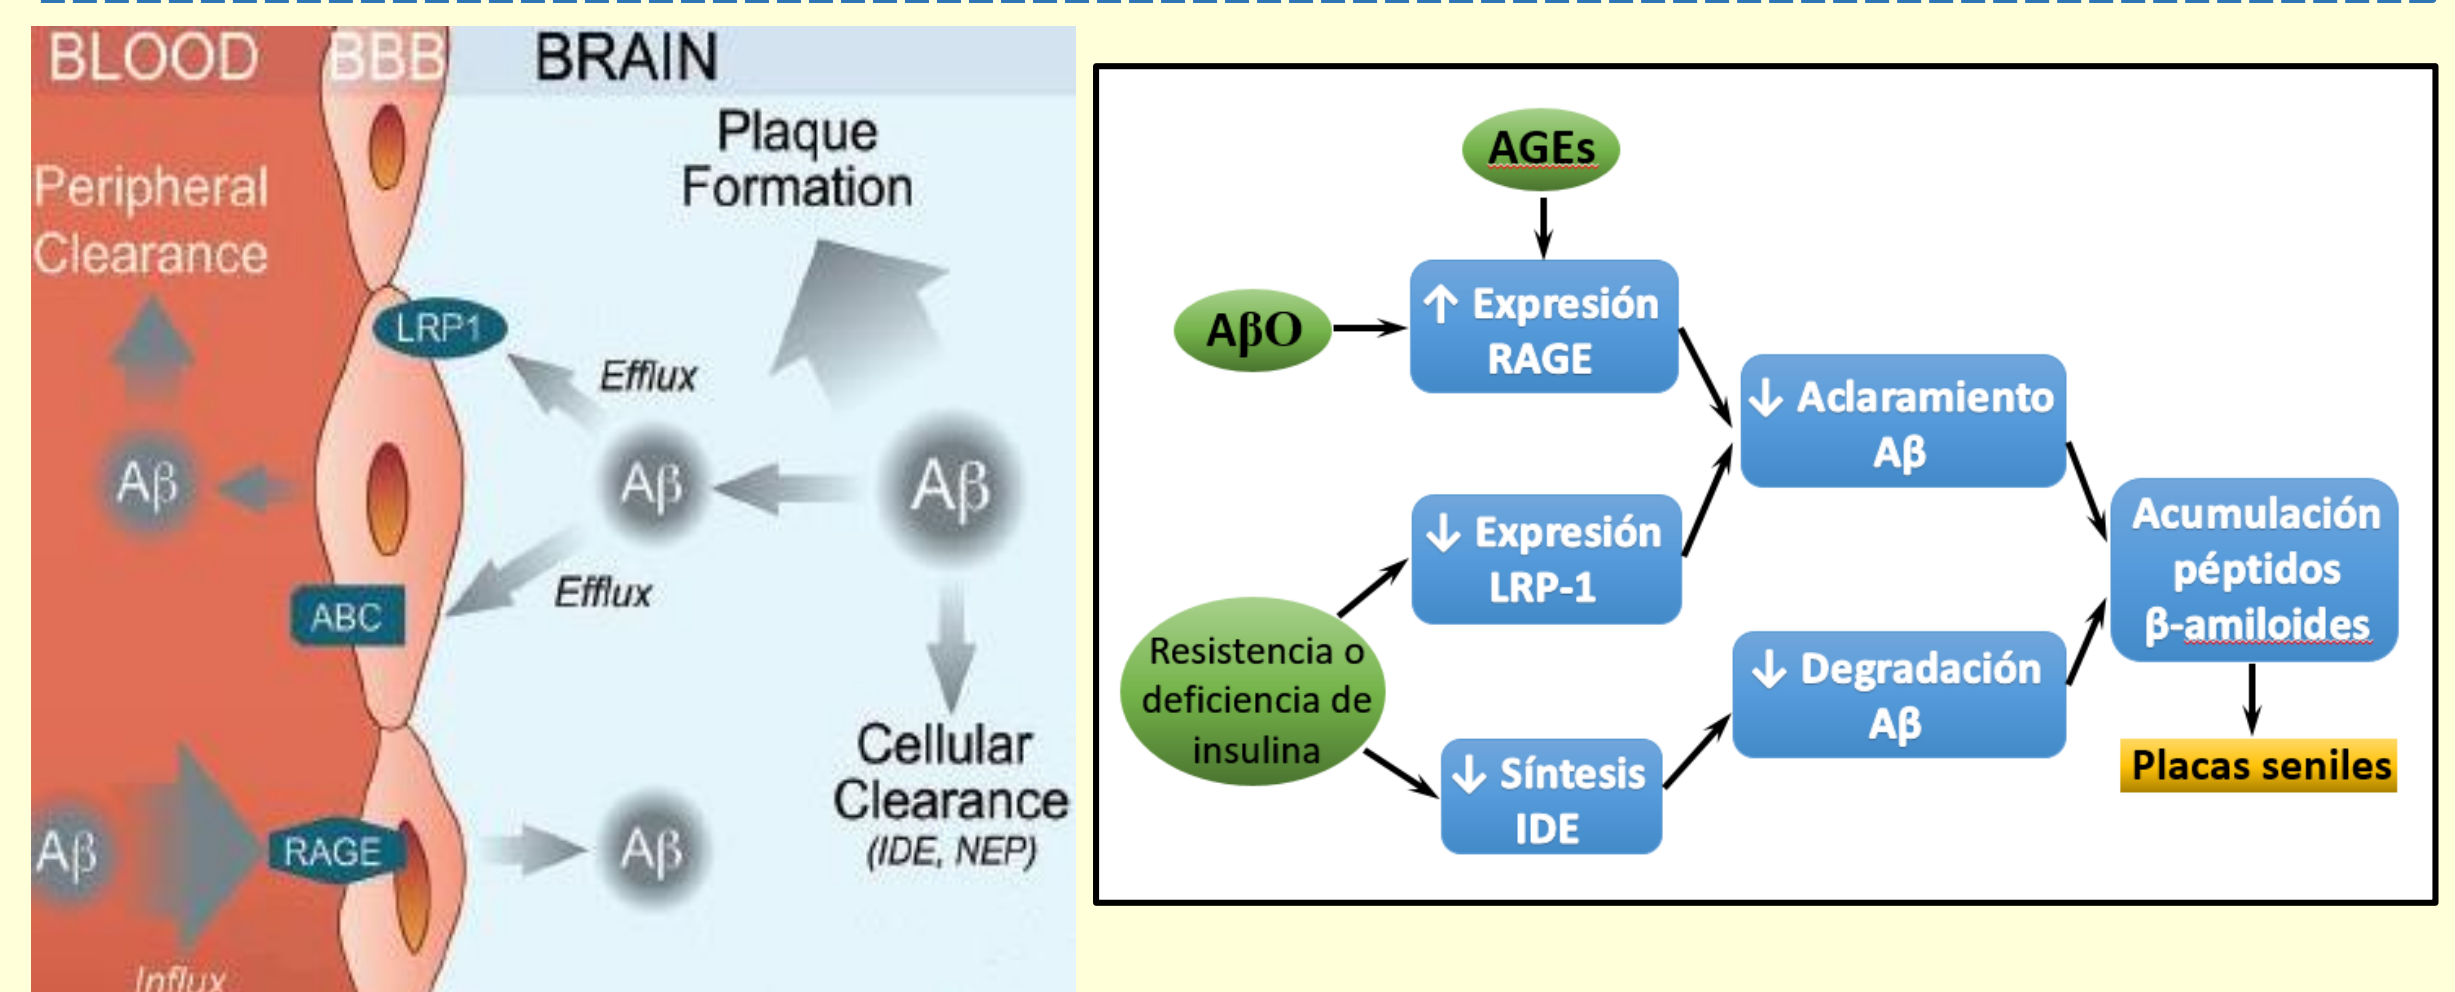 BLOOD
BBB
BRAIN
Plaque
Formation
Peripheral
Clearance
LRP1
Efflux
Aβ
Aβ
Aβ
ABC
Efflux
Cellular
Clearance
(IDE, NEP)
Aβ
RAGE
Aβ
Influx
AGEs
AβO
↑ Expresión
RAGE
↓ Aclaramiento
Aβ
↓ Expresión
LRP-1
Acumulación
péptidos
β-amiloides
Resistencia o
deficiencia de
insulina
↓ Degradación
Aβ
↓ Síntesis
IDE
Placas seniles